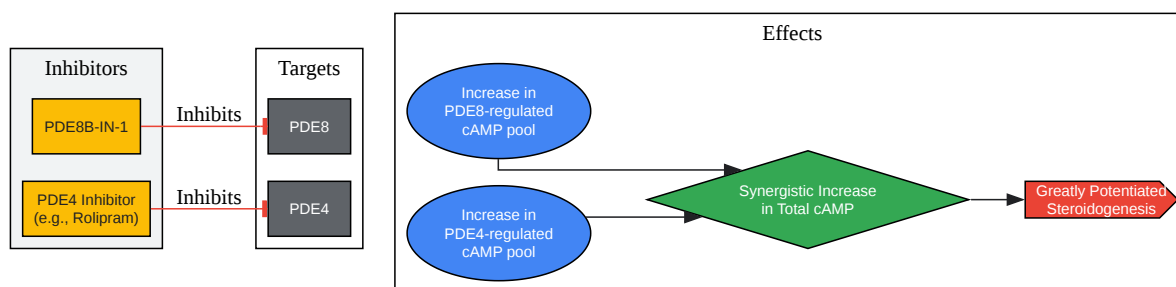 Inhibitors
PDE8B-IN-1
PDE4 Inhibitor
(e.g., Rolipram)
Inhibits
Inhibits
Targets
PDE8
PDE4
Effects
Increase in
PDE8-regulated
cAMP pool
Increase in
PDE4-regulated
cAMP pool
Synergistic Increase
in Total cAMP
Greatly Potentiated
Steroidogenesis